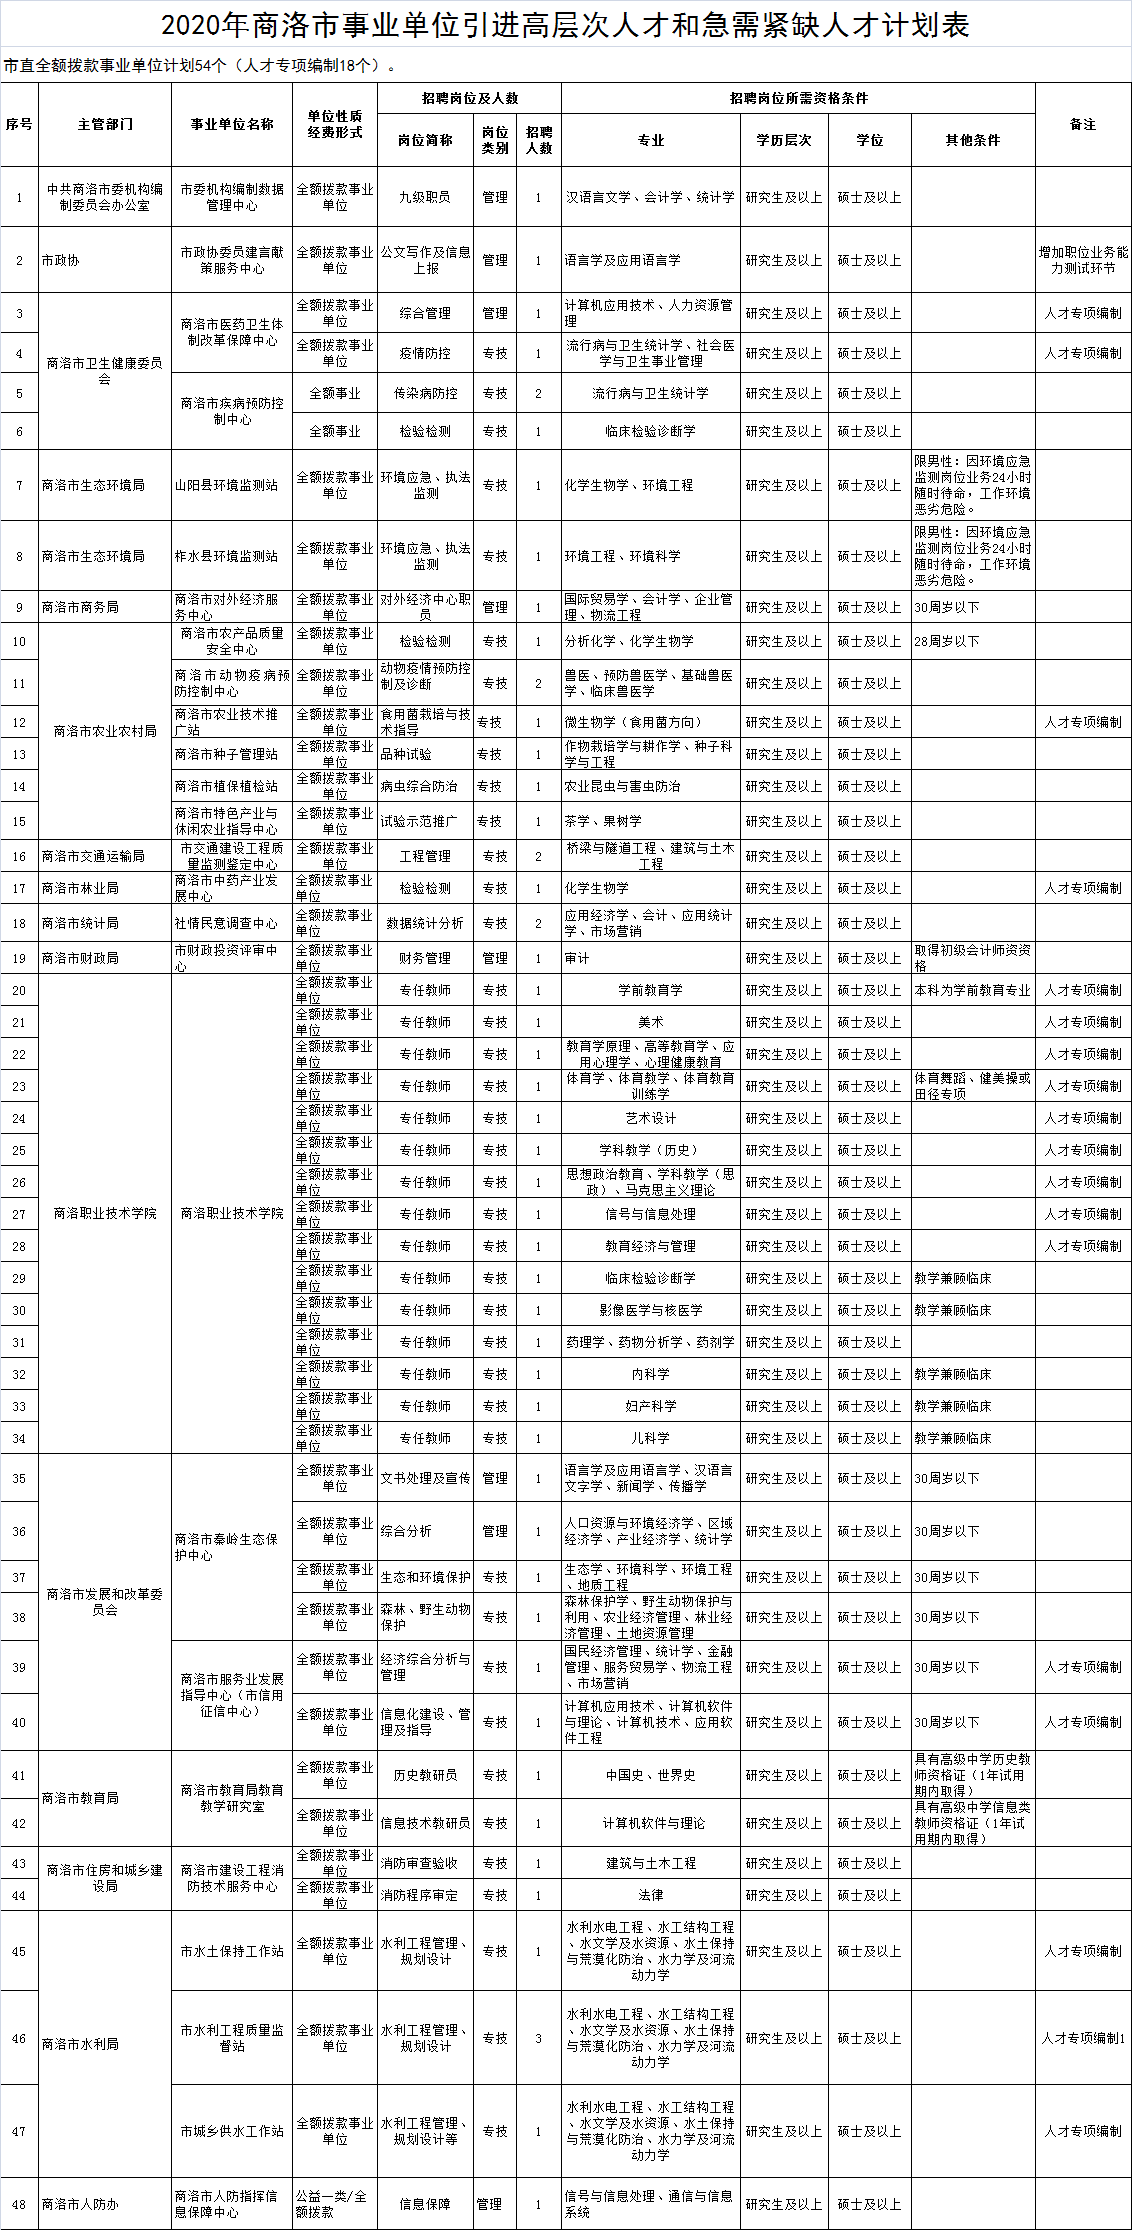 2020年商洛市事业单位引进高层次人才和急需紧缺人才计划表
市直全额拨款事业单位计划54个（人才专项编制18个）。
序号 主管部门 事业单位名称 单位性质经费形式 招聘岗位及人数 招聘岗位所需资格条件 备注
岗位简称 岗位类别 招聘人数 专业 学历层次 学位 其他条件
1 中共商洛市委机构编制委员会办公室 市委机构编制数据管理中心 全额拨款事业单位 九级职员 管理 1 汉语言文学、会计学、统计学 研究生及以上 硕士及以上
2 市政协 市政协委员建言献策服务中心 全额拨款事业单位 公文写作及信息上报 管理 1 语言学及应用语言学 研究生及以上 硕士及以上 增加职位业务能力测试环节
3 商洛市卫生健康委员会 商洛市医药卫生体制改革保障中心 全额拨款事业单位 综合管理 管理 1 计算机应用技术、人力资源管理 研究生及以上 硕士及以上 人才专项编制
4 全额拨款事业单位 疫情防控 专技 1 流行病与卫生统计学、社会医学与卫生事业管理 研究生及以上 硕士及以上 人才专项编制
5 商洛市疾病预防控制中心 全额事业 传染病防控 专技 2 流行病与卫生统计学 研究生及以上 硕士及以上
6 全额事业 检验检测 专技 1 临床检验诊断学 研究生及以上 硕士及以上
7 商洛市生态环境局 山阳县环境监测站 全额拨款事业单位 环境应急、执法监测 专技 1 化学生物学、环境工程 研究生及以上 硕士及以上 限男性：因环境应急监测岗位业务24小时随时待命，工作环境恶劣危险。
8 商洛市生态环境局 柞水县环境监测站 全额拨款事业单位 环境应急、执法监测 专技 1 环境工程、环境科学 研究生及以上 硕士及以上 限男性：因环境应急监测岗位业务24小时随时待命，工作环境恶劣危险。
9 商洛市商务局 商洛市对外经济服务中心 全额拨款事业单位 对外经济中心职员 管理 1 国际贸易学、会计学、企业管理、物流工程 研究生及以上 硕士及以上 30周岁以下
10 商洛市农业农村局 商洛市农产品质量安全中心 全额拨款事业单位 检验检测 专技 1 分析化学、化学生物学 研究生及以上 硕士及以上 28周岁以下
11 商洛市动物疫病预防控制中心 全额拨款事业单位 动物疫情预防控制及诊断 专技 2 兽医、预防兽医学、基础兽医学、临床兽医学 研究生及以上 硕士及以上
12 商洛市农业技术推广站 全额拨款事业单位 食用菌栽培与技术指导 专技 1 微生物学（食用菌方向） 研究生及以上 硕士及以上 人才专项编制
13 商洛市种子管理站 全额拨款事业单位 品种试验 专技 1 作物栽培学与耕作学、种子科学与工程 研究生及以上 硕士及以上
14 商洛市植保植检站 全额拨款事业单位 病虫综合防治 专技 1 农业昆虫与害虫防治 研究生及以上 硕士及以上
15 商洛市特色产业与休闲农业指导中心 全额拨款事业单位 试验示范推广 专技 1 茶学、果树学 研究生及以上 硕士及以上
16 商洛市交通运输局 市交通建设工程质量监测鉴定中心 全额拨款事业单位 工程管理 专技 2 桥梁与隧道工程、建筑与土木工程 研究生及以上 硕士及以上
17 商洛市林业局 商洛市中药产业发展中心 全额拨款事业单位 检验检测 专技 1 化学生物学 研究生及以上 硕士及以上 人才专项编制
18 商洛市统计局 社情民意调查中心 全额拨款事业单位 数据统计分析 专技 2 应用经济学、会计、应用统计学、市场营销 研究生及以上 硕士及以上
19 商洛市财政局 市财政投资评审中心 全额拨款事业单位 财务管理 管理 1 审计 研究生及以上 硕士及以上 取得初级会计师资资格
20 商洛职业技术学院 商洛职业技术学院 全额拨款事业单位 专任教师 专技 1 学前教育学 研究生及以上 硕士及以上 本科为学前教育专业 人才专项编制
21 全额拨款事业单位 专任教师 专技 1 美术 研究生及以上 硕士及以上 人才专项编制
22 全额拨款事业单位 专任教师 专技 1 教育学原理、高等教育学、应用心理学、心理健康教育 研究生及以上 硕士及以上 人才专项编制
23 全额拨款事业单位 专任教师 专技 1 体育学、体育教学、体育教育训练学 研究生及以上 硕士及以上 体育舞蹈、健美操或田径专项 人才专项编制
24 全额拨款事业单位 专任教师 专技 1 艺术设计 研究生及以上 硕士及以上 人才专项编制
25 全额拨款事业单位 专任教师 专技 1 学科教学（历史） 研究生及以上 硕士及以上 人才专项编制
26 全额拨款事业单位 专任教师 专技 1 思想政治教育、学科教学（思政）、马克思主义理论 研究生及以上 硕士及以上 人才专项编制
27 全额拨款事业单位 专任教师 专技 1 信号与信息处理 研究生及以上 硕士及以上 人才专项编制
28 全额拨款事业单位 专任教师 专技 1 教育经济与管理 研究生及以上 硕士及以上 人才专项编制
29 全额拨款事业单位 专任教师 专技 1 临床检验诊断学 研究生及以上 硕士及以上 教学兼顾临床
30 全额拨款事业单位 专任教师 专技 1 影像医学与核医学 研究生及以上 硕士及以上 教学兼顾临床
31 全额拨款事业单位 专任教师 专技 1 药理学、药物分析学、药剂学 研究生及以上 硕士及以上
32 全额拨款事业单位 专任教师 专技 1 内科学 研究生及以上 硕士及以上 教学兼顾临床
33 全额拨款事业单位 专任教师 专技 1 妇产科学 研究生及以上 硕士及以上 教学兼顾临床
34 全额拨款事业单位 专任教师 专技 1 儿科学 研究生及以上 硕士及以上 教学兼顾临床
35 商洛市发展和改革委员会 商洛市秦岭生态保护中心 全额拨款事业单位 文书处理及宣传 管理 1 语言学及应用语言学、汉语言文字学、新闻学、传播学 研究生及以上 硕士及以上 30周岁以下
36 全额拨款事业单位 综合分析 管理 1 人口资源与环境经济学、区域经济学、产业经济学、统计学 研究生及以上 硕士及以上 30周岁以下
37 全额拨款事业单位 生态和环境保护 专技 1 生态学、环境科学、环境工程、地质工程 研究生及以上 硕士及以上 30周岁以下
38 全额拨款事业单位 森林、野生动物保护 专技 1 森林保护学、野生动物保护与利用、农业经济管理、林业经济管理、土地资源管理 研究生及以上 硕士及以上 30周岁以下
39 商洛市服务业发展指导中心（市信用征信中心） 全额拨款事业单位 经济综合分析与管理 专技 1 国民经济管理、统计学、金融管理、服务贸易学、物流工程、市场营销 研究生及以上 硕士及以上 30周岁以下 人才专项编制
40 全额拨款事业单位 信息化建设、管理及指导 专技 1 计算机应用技术、计算机软件与理论、计算机技术、应用软件工程 研究生及以上 硕士及以上 30周岁以下 人才专项编制
41 商洛市教育局 商洛市教育局教育教学研究室 全额拨款事业单位 历史教研员 专技 1 中国史、世界史 研究生及以上 硕士及以上 具有高级中学历史教师资格证（1年试用期内取得）
42 全额拨款事业单位 信息技术教研员 专技 1 计算机软件与理论 研究生及以上 硕士及以上 具有高级中学信息类教师资格证（1年试用期内取得）
43 商洛市住房和城乡建设局 商洛市建设工程消防技术服务中心 全额拨款事业单位 消防审查验收 专技 1 建筑与土木工程 研究生及以上 硕士及以上
44 全额拨款事业单位 消防程序审定 专技 1 法律 研究生及以上 硕士及以上
45 商洛市水利局 市水土保持工作站 全额拨款事业单位 水利工程管理、规划设计 专技 1 水利水电工程、水工结构工程、水文学及水资源、水土保持与荒漠化防治、水力学及河流动力学 研究生及以上 硕士及以上 人才专项编制
46 市水利工程质量监督站 全额拨款事业单位 水利工程管理、规划设计 专技 3 水利水电工程、水工结构工程、水文学及水资源、水土保持与荒漠化防治、水力学及河流动力学 研究生及以上 硕士及以上 人才专项编制1
47 市城乡供水工作站 全额拨款事业单位 水利工程管理、规划设计等 专技 1 水利水电工程、水工结构工程、水文学及水资源、水土保持与荒漠化防治、水力学及河流动力学 研究生及以上 硕士及以上 人才专项编制
48 商洛市人防办 商洛市人防指挥信息保障中心 公益一类/全额拨款 信息保障 管理 1 信号与信息处理、通信与信息系统 研究生及以上 硕士及以上